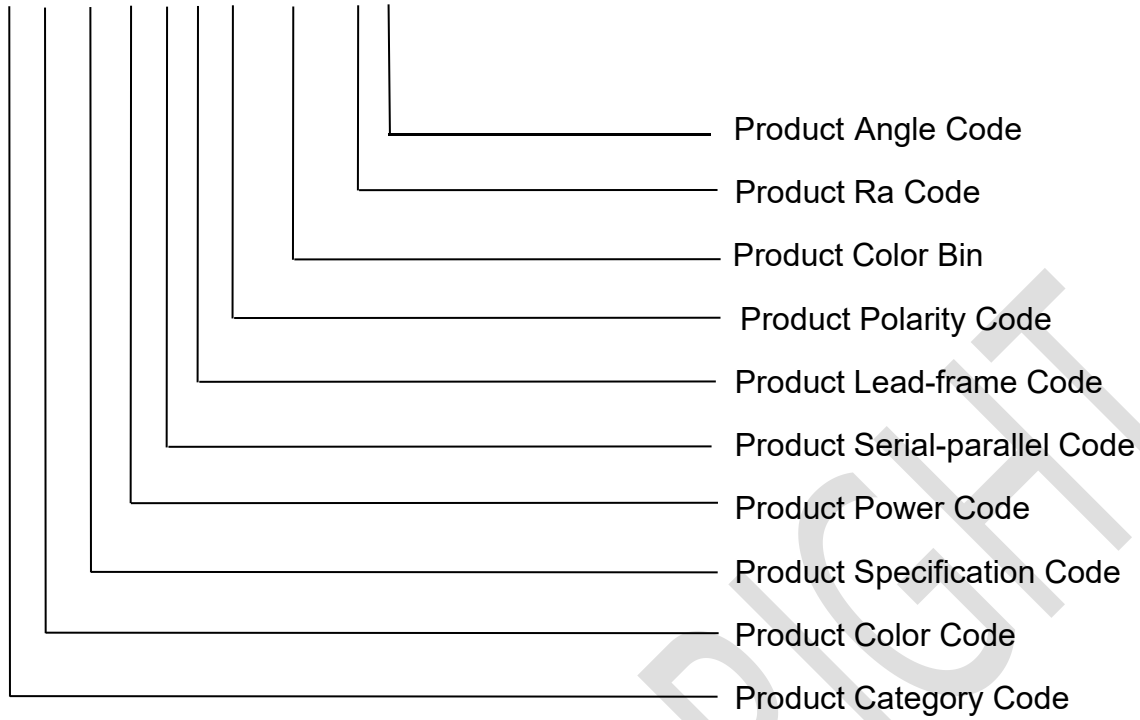 Product Angle Code
Product Ra Code
Product Color Bin
Product Polarity Code
Product Lead-frame Code
Product Serial-parallel Code
Product Power Code
Product Specification Code
Product Color Code
Product Category Code
RIGHT